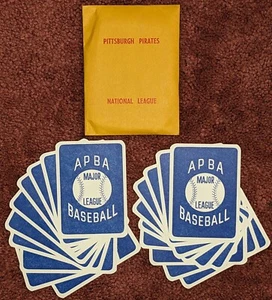 PITTSBURGH PIRATES
NATIONAL LEAGUE
APBA
MAJOR
LEAGUE
BASEBALL
APBA
MAJOR
LEAGUE
BASEBALL